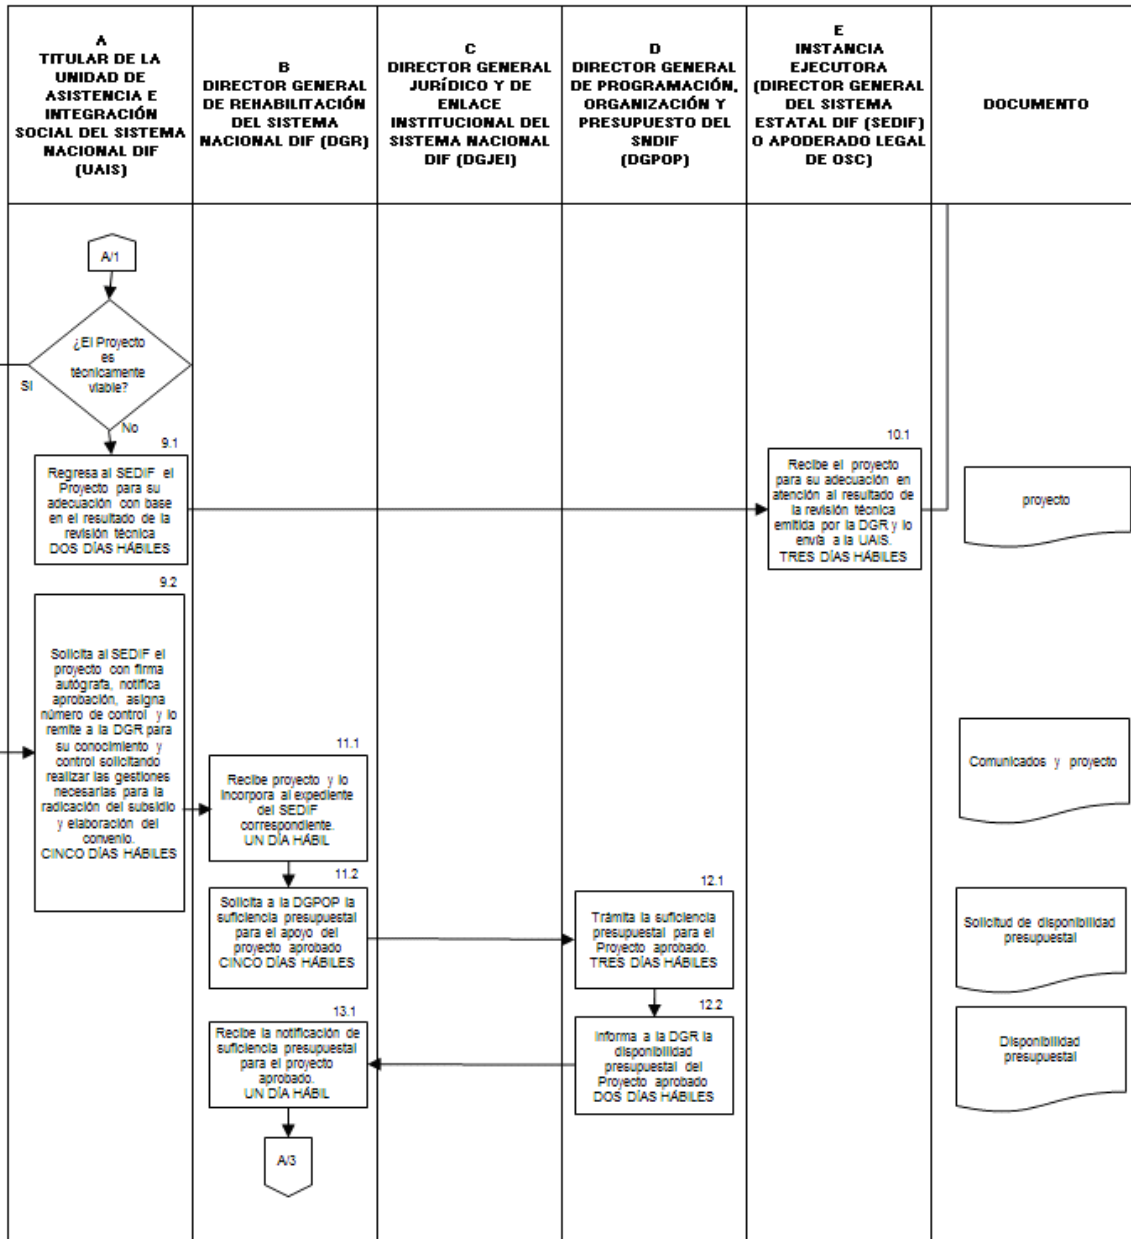 A
TITULAR DE LA
UNIDAD DE
ASISTENCIA E
INTEGRACIÓN
SOCIAL DEL SISTEMA
NACIONAL DIF
(UAIS)
B
DIRECTOR GENERAL
DE REHABILITACIÓN
DEL SISTEMA
NACIONAL DIF (DGR)
C
DIRECTOR GENERAL
JURÍDICO Y DE
ENLACE
INSTITUCIONAL DEL
SISTEMA NACIONAL
DIF (DGJEI)
D
DIRECTOR GENERAL
DE PROGRAMACIÓN,
ORGANIZACIÓN Y
PRESUPUESTO DEL
SNDIF
(DGPOP)
E
INSTANCIA
EJECUTORA
(DIRECTOR GENERAL
DEL SISTEMA
ESTATAL DIF (SEDIF)
O APODERADO LEGAL
DE OSC)
DOCUMENTO
A/1
¿El Proyecto
es
técnicamente
viable?
SI
No
9.1
Regresa al SEDIF el
Proyecto para su
adecuación con base
en el resultado de la
revisión técnica
DOS DÍAS HÁBILES
10.1
Recibe el proyecto
para su adecuación en
atención al resultado de
la revisión técnica
emitida por la DGR y lo
envía a la UAIS.
TRES DÍAS HÁBILES
proyecto
9.2
Solicita al SEDIF el
proyecto con firma
autógrafa, notifica
aprobación, asigna
número de control y lo
remite a la DGR para
su conocimiento y
control solicitando
realizar las gestiones
necesarias para la
radicación del subsidio
y elaboración del
convenio.
CINCO DÍAS HÁBILES
11.1
Recibe proyecto y lo
incorpora al expediente
del SEDIF
correspondiente.
UN DÍA HÁBIL
Comunicados y proyecto
11.2
Solicita a la DGPOP la
suficiencia presupuestal
para el apoyo del
proyecto aprobado
CINCO DÍAS HÁBILES
12.1
Trámita la suficiencia
presupuestal para el
Proyecto aprobado.
TRES DÍAS HÁBILES
Solicitud de disponibilidad
presupuestal
13.1
Recibe la notificación de
suficiencia presupuestal
para el proyecto
aprobado.
UN DÍA HÁBIL
12.2
Informa a la DGR la
disponibilidad
presupuestal del
Proyecto aprobado
DOS DÍAS HÁBILES
Disponibilidad
presupuestal
A/3